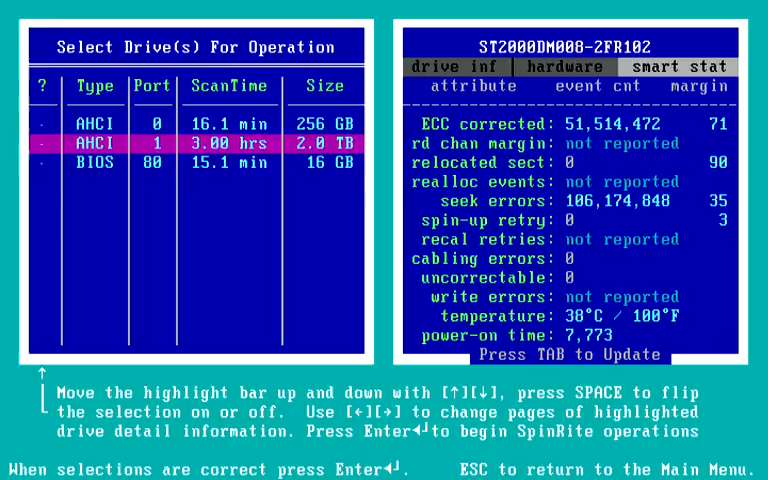 Select Drive(s) For Operation
? Type Port ScanTime Size
· AHCI 0 16.1 min 256 GB
· AHCI 1 3.00 hrs 2.0 TB
· BIOS 80 15.1 min 16 GB
ST2000DM008-2FR102
drive inf hardware smart stat
attribute event cnt margin
ECC corrected: 51,514,472 71
rd chan margin: not reported
relocated sect: 0 90
realloc events: not reported
seek errors: 106,174,848 35
spin-up retry: 0 3
recal retries: not reported
cabling errors: 0
uncorrectable: 0
write errors: not reported
temperature: 38°C / 100°F
power-on time: 7,773
Press TAB to Update
Move the highlight bar up and down with [↑][↓], press SPACE to flip
the selection on or off. Use [←][→] to change pages of highlighted
drive detail information. Press Enter◄┘to begin SpinRite operations
When selections are correct press Enter◄┘. ESC to return to the Main Menu.